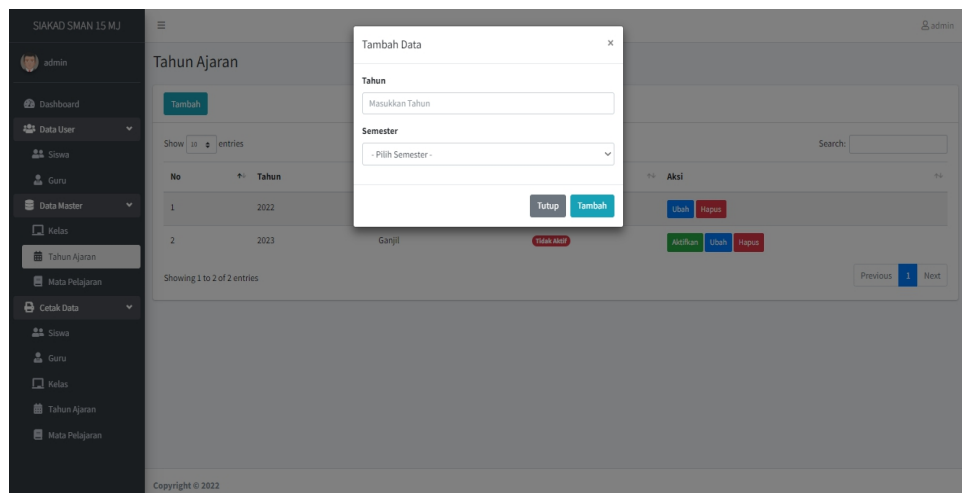 SIAKAD SMAN 15 MJ
admin
admin
Dashboard
Data User
Siswa
Guru
Data Master
Kelas
Tahun Ajaran
Mata Pelajaran
Cetak Data
Siswa
Guru
Kelas
Tahun Ajaran
Mata Pelajaran
Tahun Ajaran
Tambah
Show 10 entries
Search:
No Tahun Aksi
1 2022 Ubah Hapus
2 2023 Ganjil Tidak Aktif Aktifkan Ubah Hapus
Showing 1 to 2 of 2 entries
Previous 1 Next
Tambah Data ×
Tahun
Masukkan Tahun
Semester
- Pilih Semester -
Tutup Tambah
Copyright © 2022